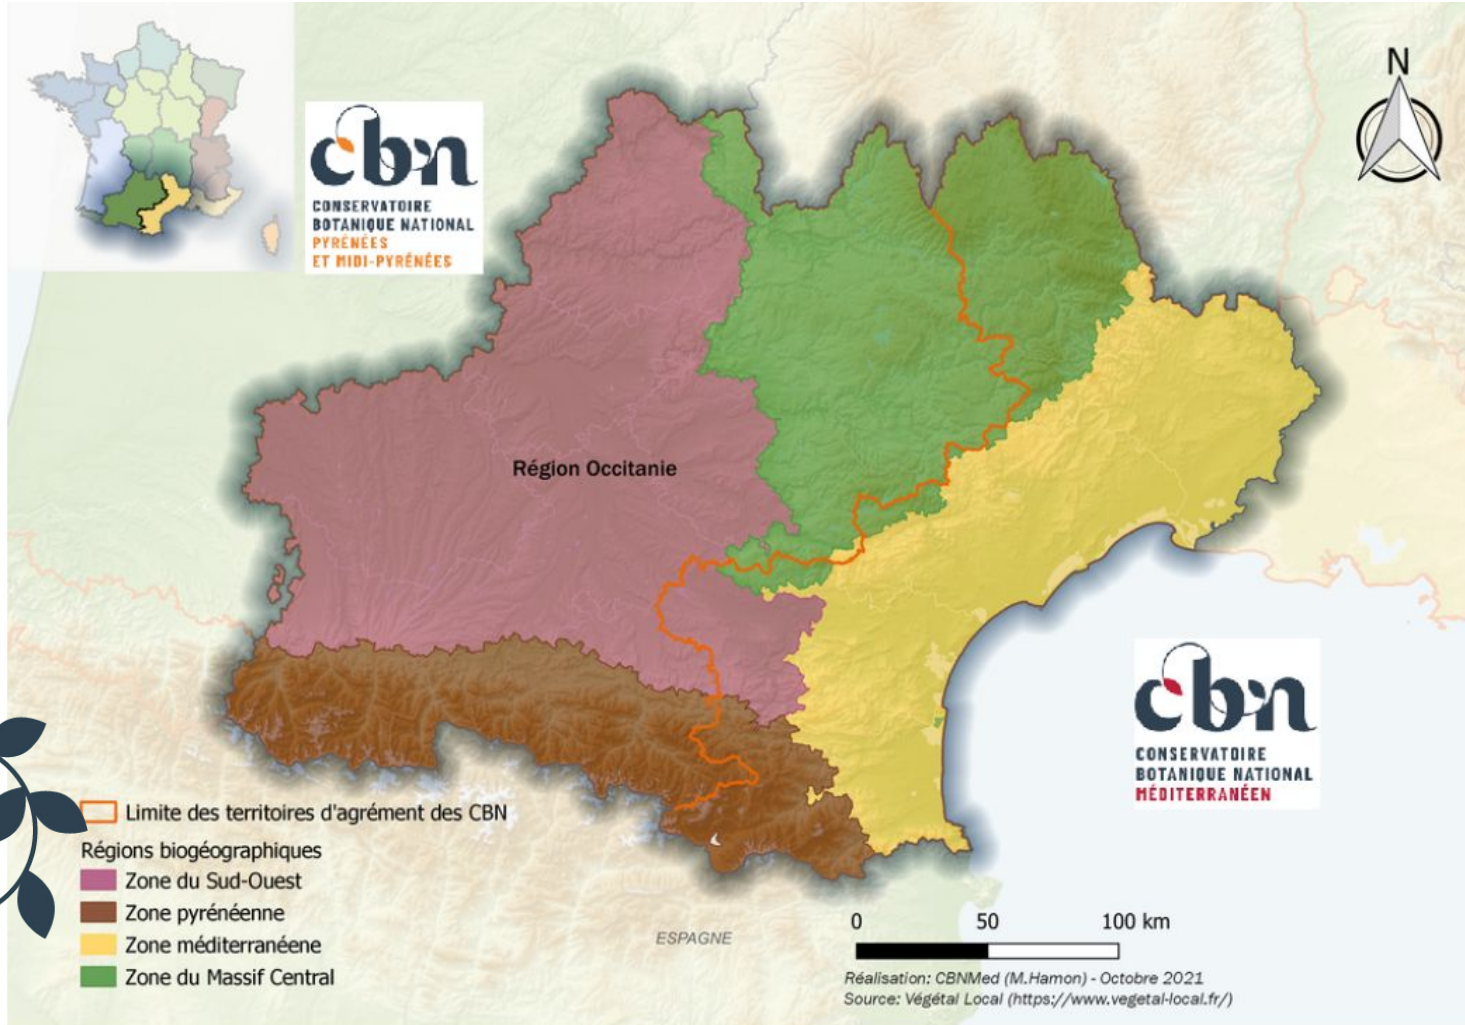 cbn
CONSERVATOIRE
BOTANIQUE NATIONAL
PYRÉNÉES
ET MIDI-PYRÉNÉES
N
Région Occitanie
cbn
CONSERVATOIRE
BOTANIQUE NATIONAL
MÉDITERRANÉEN
Limite des territoires d'agrément des CBN
Régions biogéographiques
Zone du Sud-Ouest
Zone pyrénéenne
Zone méditerranéene
Zone du Massif Central
ESPAGNE
0 50 100 km
Réalisation: CBNMed (M.Hamon) - Octobre 2021
Source: Végétal Local (https://www.vegetal-local.fr/)